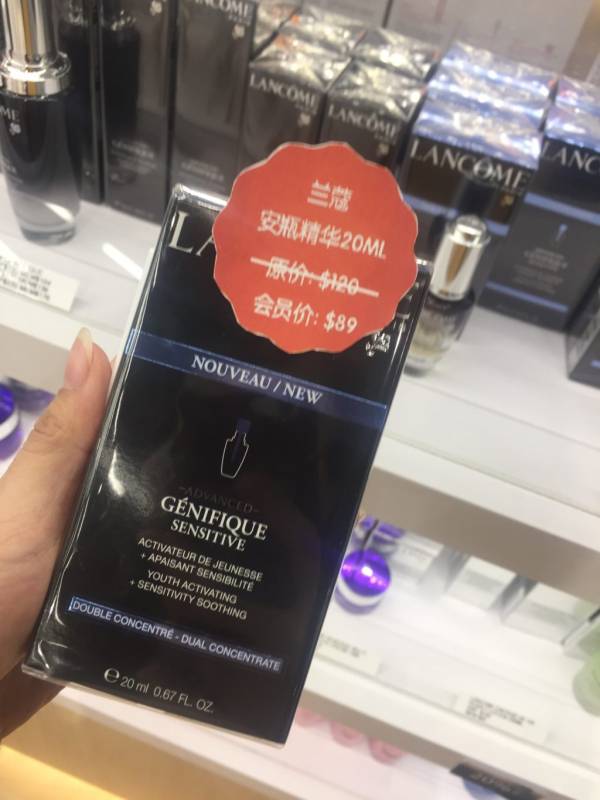 LANCÔME
LANCÔME
LANCÔME
兰蔻
安瓶精华20ML
原价: $120
会员价: $89
NOUVEAU / NEW
ADVANCED
GÉNIFIQUE
SENSITIVE
ACTIVATEUR DE JEUNESSE
+ APAISANT SENSIBILITÉ
YOUTH ACTIVATING
+ SENSITIVITY SOOTHING
DOUBLE CONCENTRÉ - DUAL CONCENTRATE
℮ 20 ml 0.67 FL. OZ.